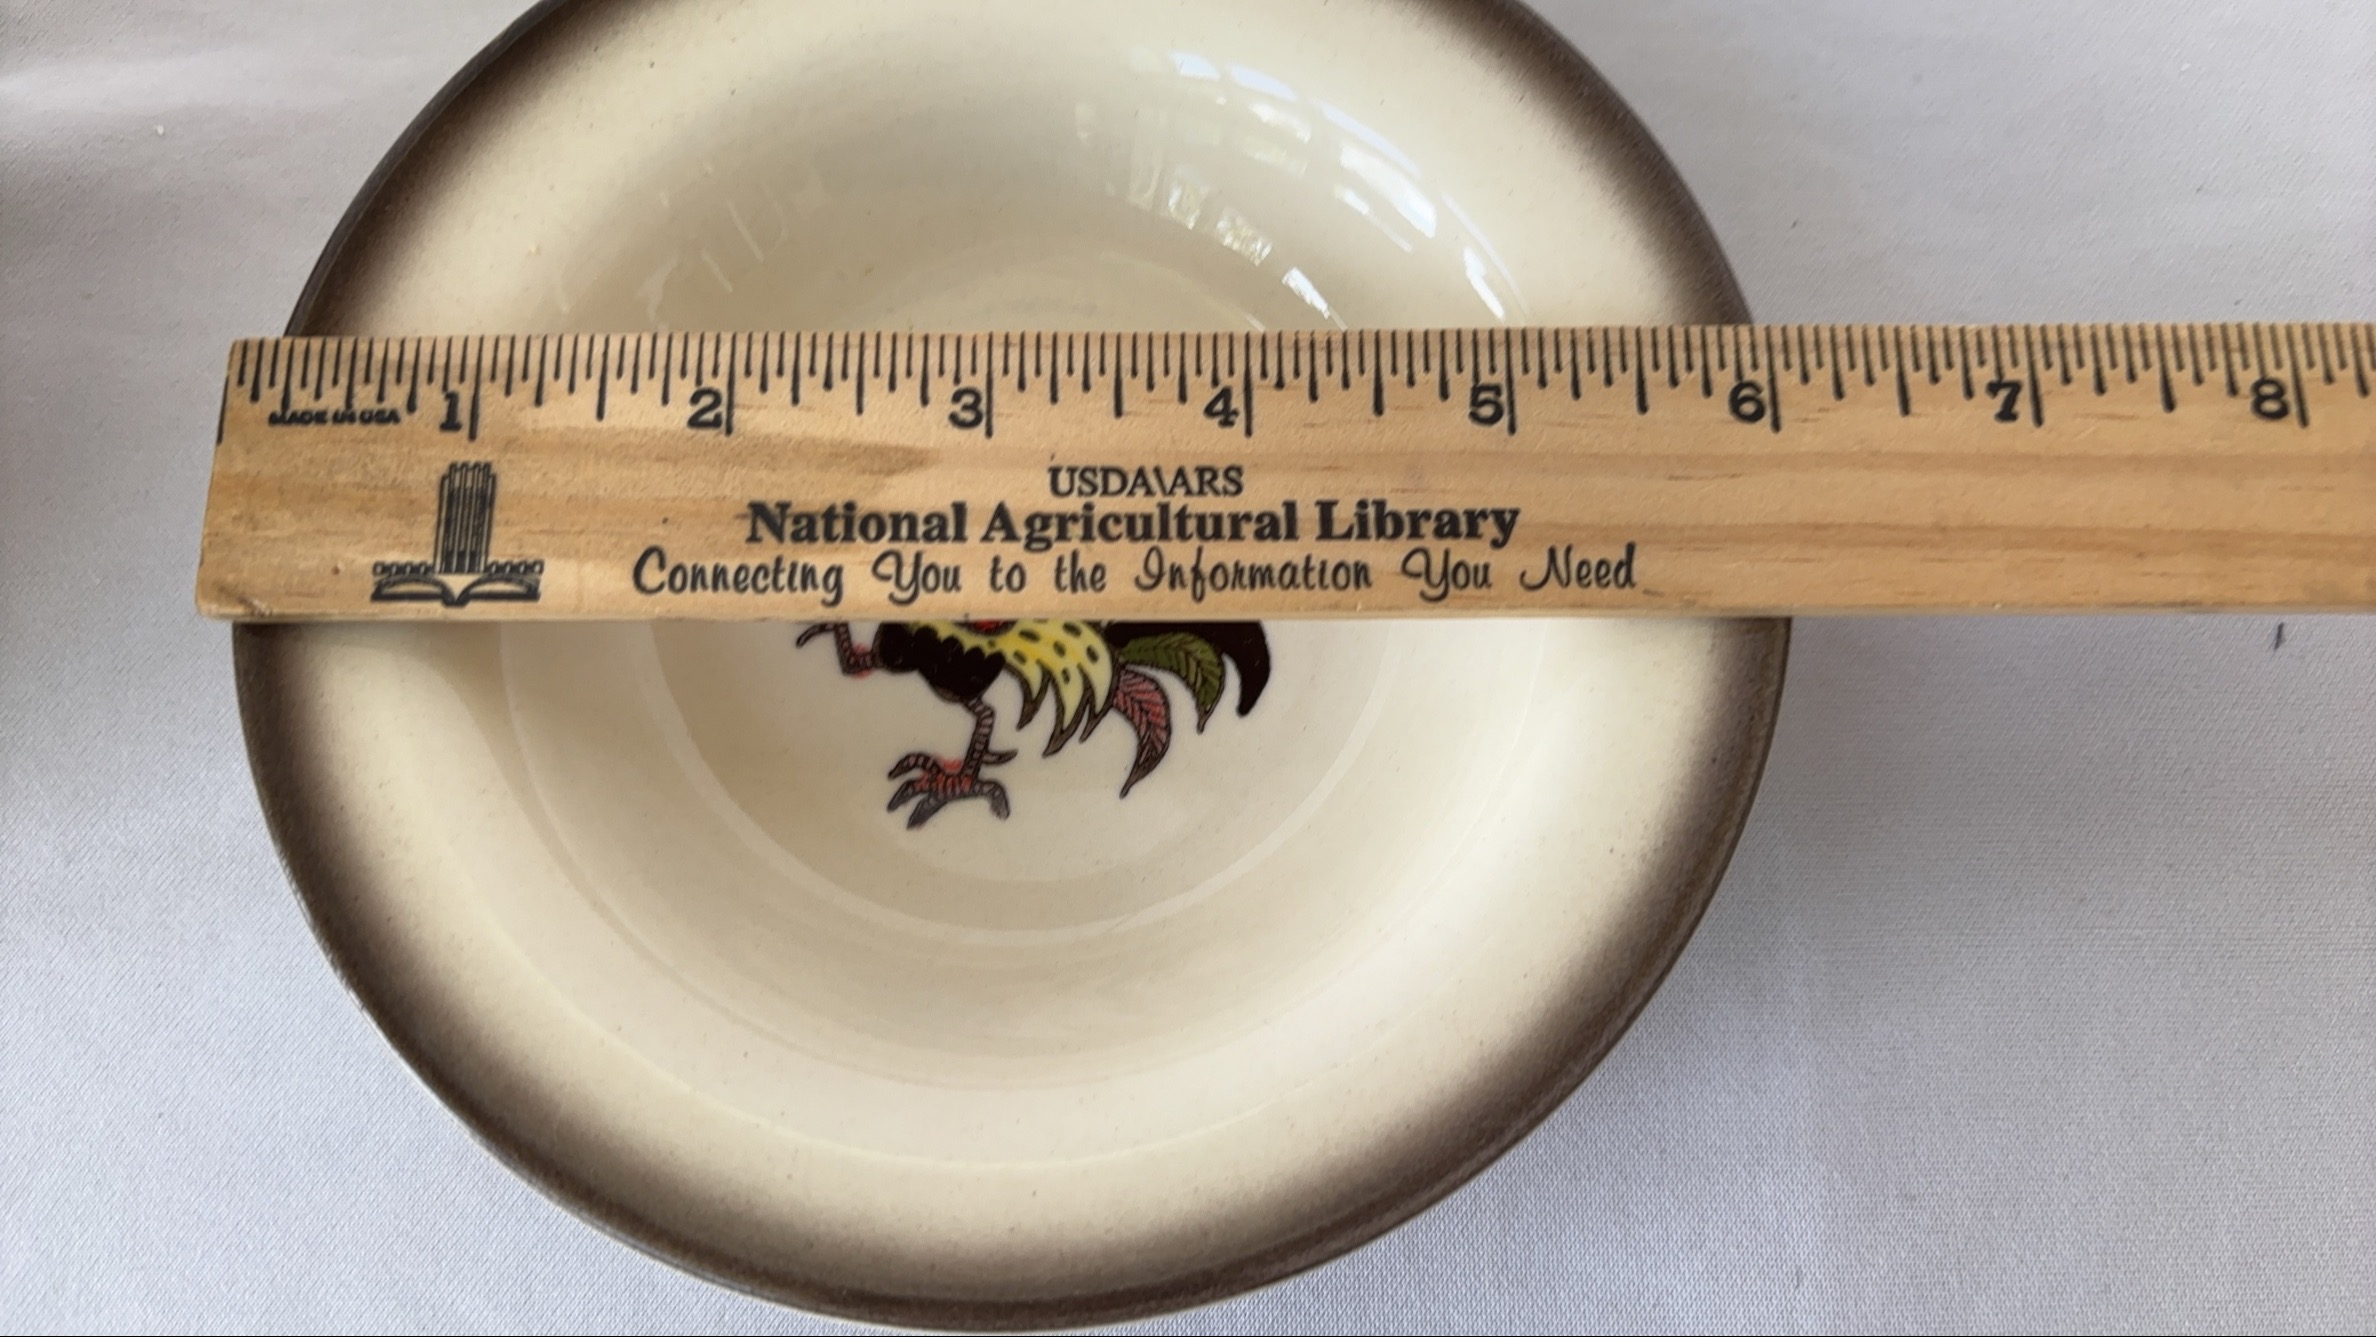 1 2 3 4 5 6 7 8
MADE IN USA
USDA\ARS
National Agricultural Library
Connecting You to the Information You Need